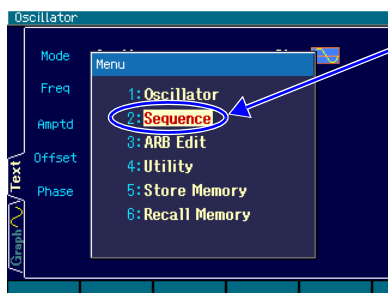 Oscillator
Mode
Menu
Freq
1:Oscillator
2:Sequence
Amptd
3:ARB Edit
Offset
4:Utility
Phase
5:Store Memory
6:Recall Memory
Text
Graph